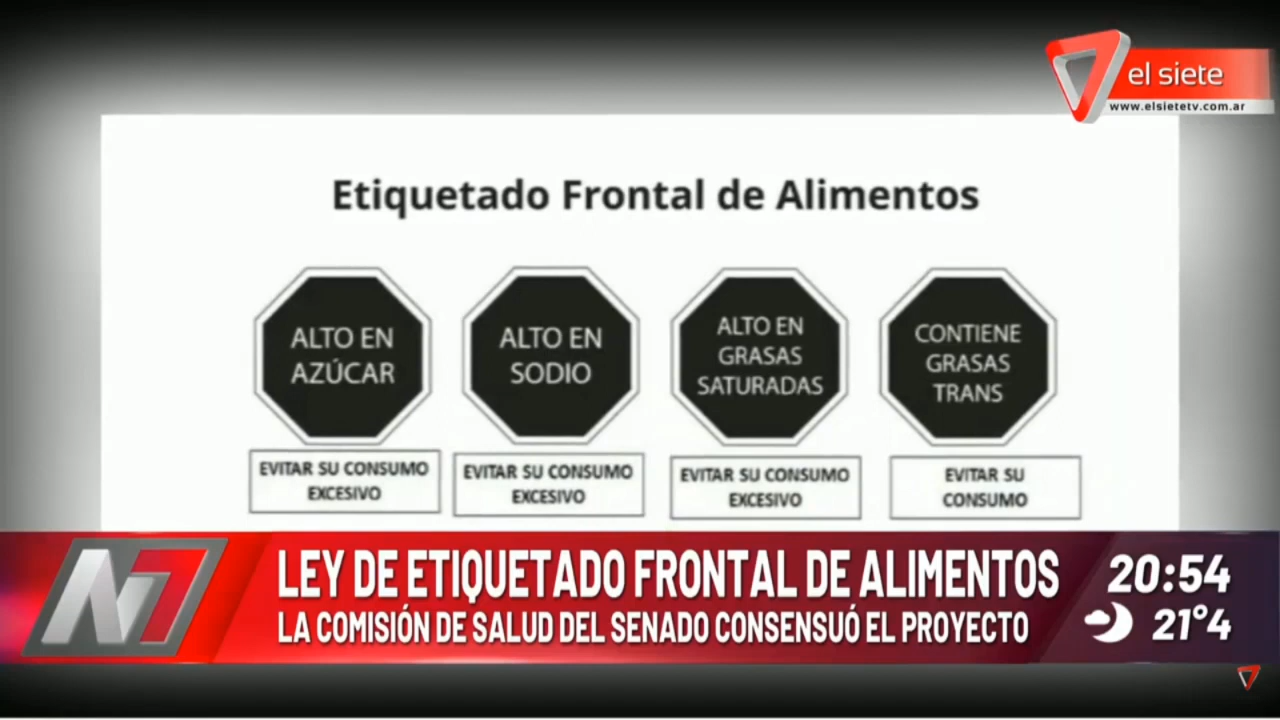 el siete
www.elsietetv.com.ar
Etiquetado Frontal de Alimentos
ALTO EN
AZÚCAR
ALTO EN
SODIO
ALTO EN
GRASAS
SATURADAS
CONTIENE
GRASAS
TRANS
EVITAR SU CONSUMO
EXCESIVO
EVITAR SU CONSUMO
EXCESIVO
EVITAR SU CONSUMO
EXCESIVO
EVITAR SU
CONSUMO
N7
LEY DE ETIQUETADO FRONTAL DE ALIMENTOS
LA COMISIÓN DE SALUD DEL SENADO CONSENSUÓ EL PROYECTO
20:54
21°4